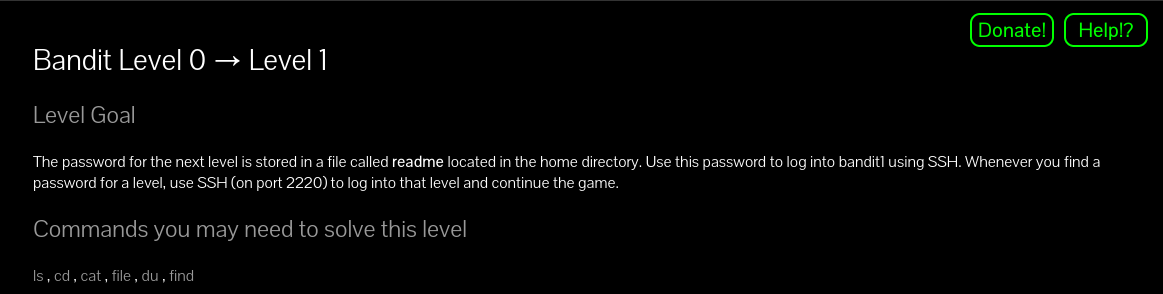 Donate! Help!?
Bandit Level 0 → Level 1
Level Goal
The password for the next level is stored in a file called readme located in the home directory. Use this password to log into bandit1 using SSH. Whenever you find a
password for a level, use SSH (on port 2220) to log into that level and continue the game.
Commands you may need to solve this level
ls , cd , cat , file , du , find